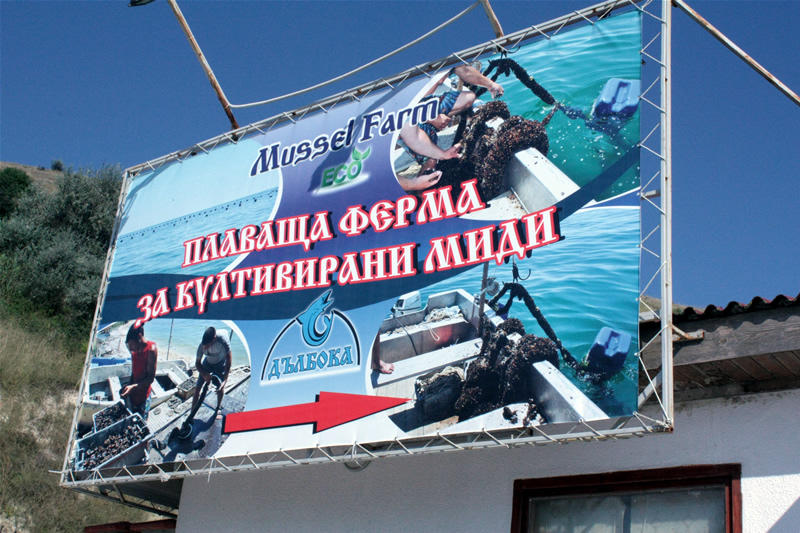 Mussel Farm
ECO
ПЛАВАЩА ФЕРМА
ЗА КУЛТИВИРАНИ МИДИ
ДЪЛБОКА